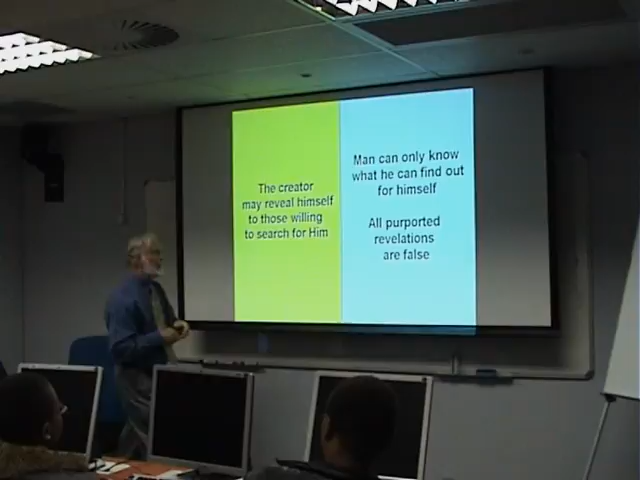 The creator
may reveal himself
to those willing
to search for Him
Man can only know
what he can find out
for himself
All purported
revelations
are false